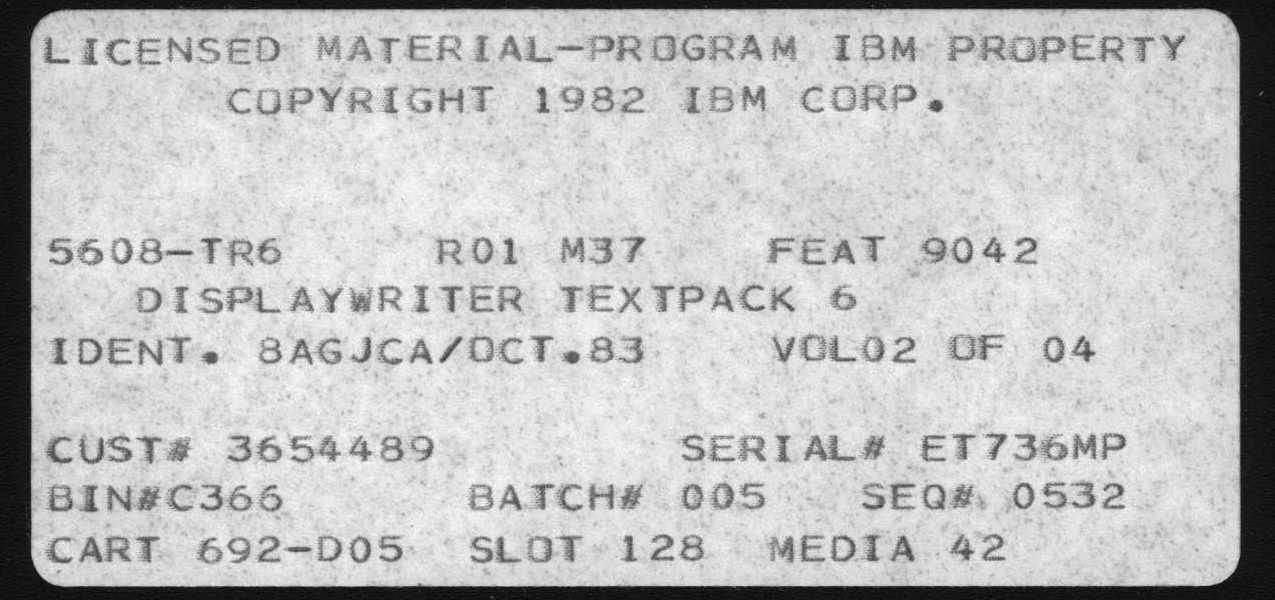 LICENSED MATERIAL-PROGRAM IBM PROPERTY
COPYRIGHT 1982 IBM CORP.
5608-TR6 R01 M37 FEAT 9042
DISPLAYWRITER TEXTPACK 6
IDENT. 8AGJCA/OCT.83 VOL02 OF 04
CUST# 3654489 SERIAL# ET736MP
BIN#C366 BATCH# 005 SEQ# 0532
CART 692-D05 SLOT 128 MEDIA 42